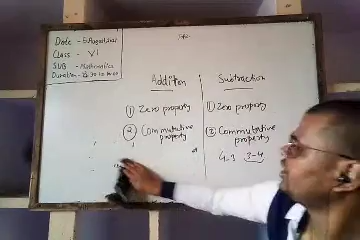 Class - VI
SUB - Mathematics
Addition
① Zero property
② Commutative
property
Subtraction
① Zero property
② Commutative
property
4-3 3-4